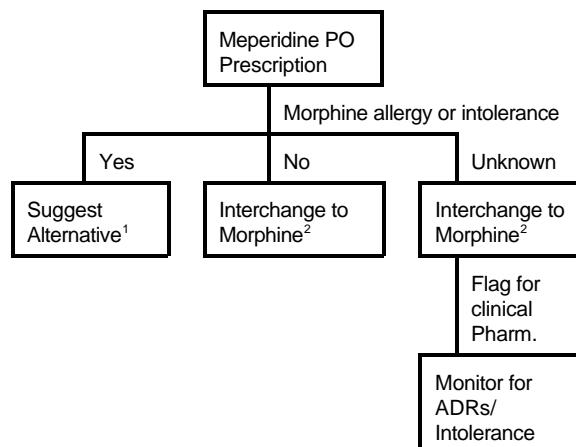 Meperidine PO
Prescription
Morphine allergy or intolerance
Yes
No
Unknown
Suggest
Alternative¹
Interchange to
Morphine²
Interchange to
Morphine²
Flag for
clinical
Pharm.
Monitor for
ADRs/
Intolerance